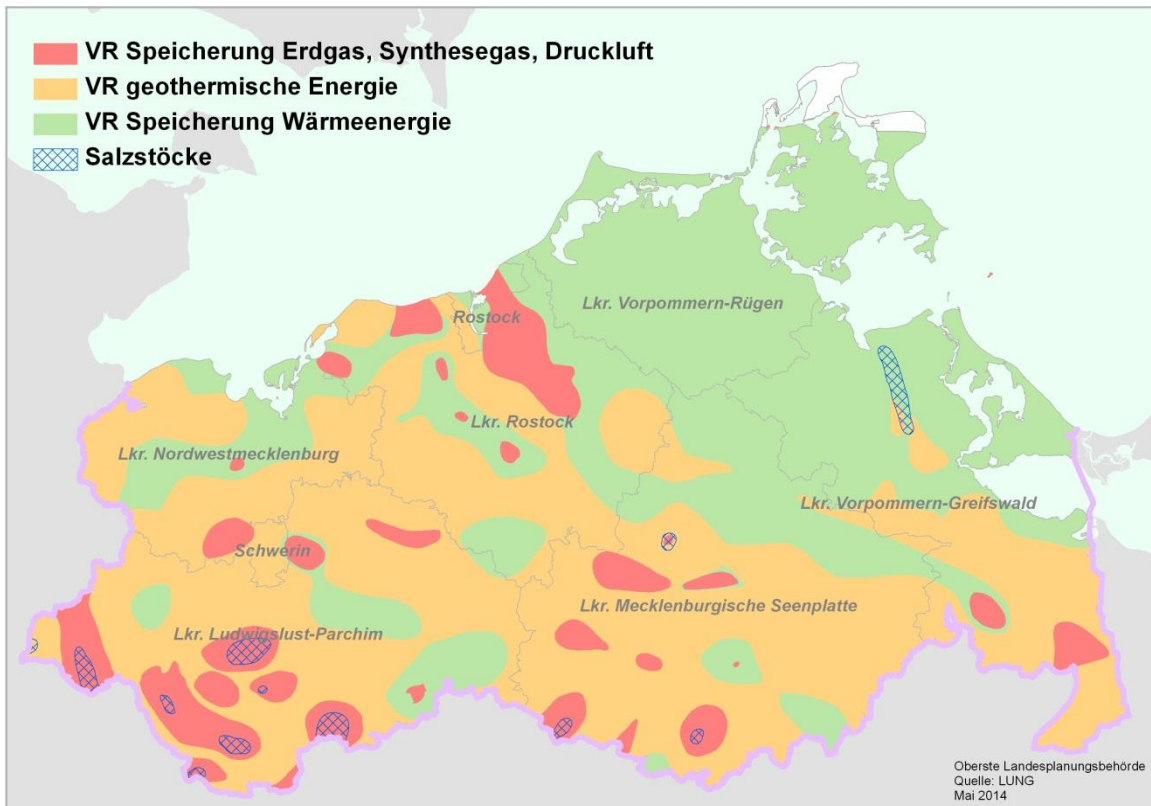 VR Speicherung Erdgas, Synthesegas, Druckluft
VR geothermische Energie
VR Speicherung Wärmeenergie
Salzstöcke
Lkr. Vorpommern-Rügen
Rostock
Lkr. Rostock
Lkr. Nordwestmecklenburg
Lkr. Vorpommern-Greifswald
Schwerin
Lkr. Mecklenburgische Seenplatte
Lkr. Ludwigslust-Parchim
Oberste Landesplanungsbehörde
Quelle: LUNG
Mai 2014